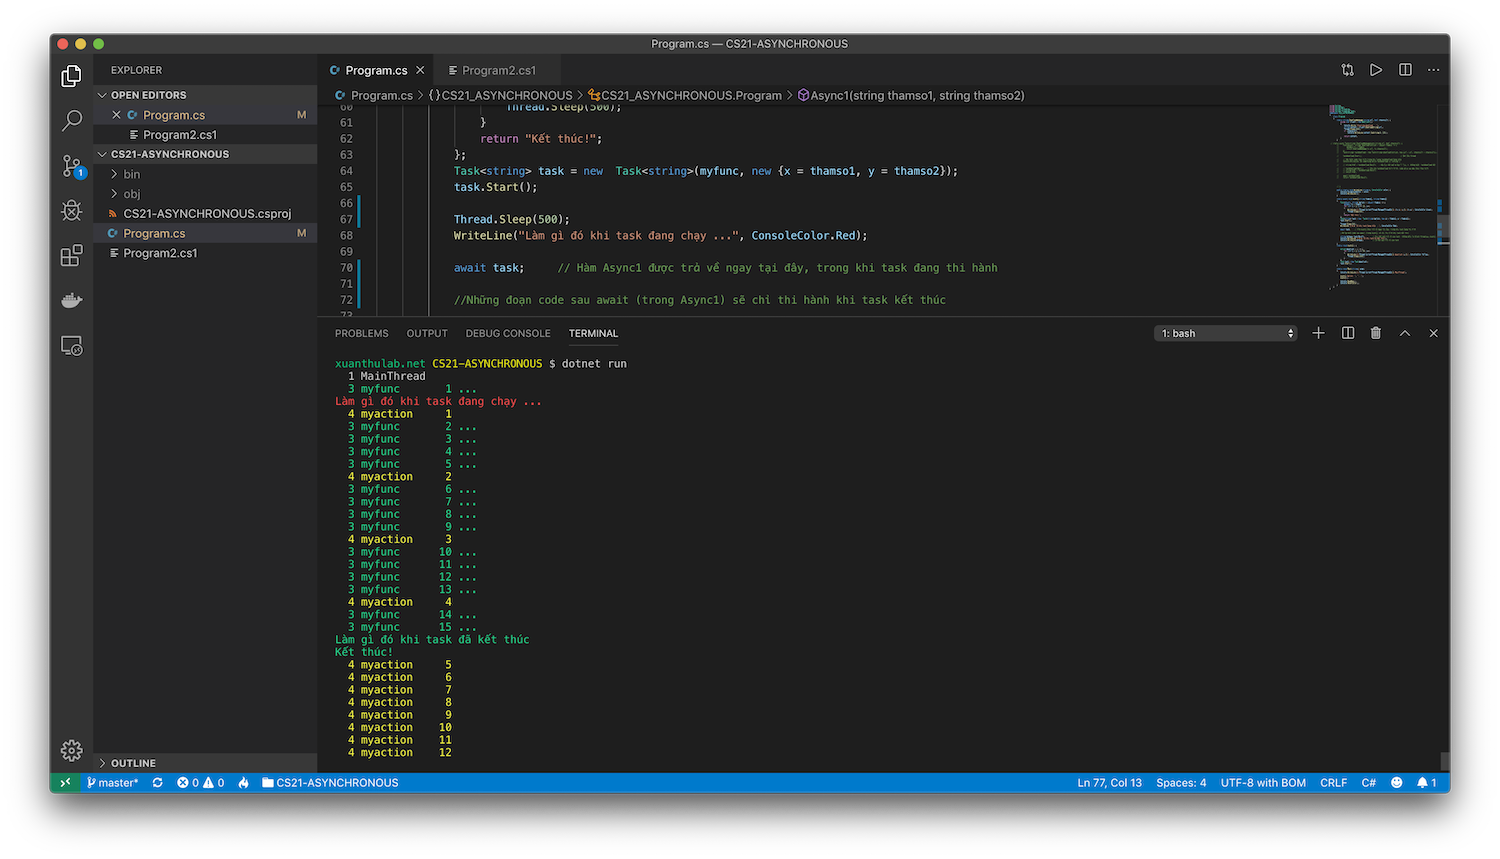 Program.cs — CS21-ASYNCHRONOUS
EXPLORER
OPEN EDITORS
Program.cs M
Program2.cs1
CS21-ASYNCHRONOUS
bin
obj
CS21-ASYNCHRONOUS.csproj
Program.cs M
Program2.cs1
OUTLINE
1
Program.cs
Program2.cs1
Program.cs > {} CS21_ASYNCHRONOUS > CS21_ASYNCHRONOUS.Program > Async1(string thamso1, string thamso2)
60 Thread.Sleep(500);
61 }
62 return "Kết thúc!";
63 };
64 Task<string> task = new  Task<string>(myfunc, new {x = thamso1, y = thamso2});
65 task.Start();
66
67 Thread.Sleep(500);
68 WriteLine("Làm gì đó khi task đang chạy ...", ConsoleColor.Red);
69
70 await task;     // Hàm Async1 được trả về ngay tại đây, trong khi task đang thi hành
71
72 //Những đoạn code sau await (trong Async1) sẽ chỉ thi hành khi task kết thúc
73
PROBLEMS OUTPUT DEBUG CONSOLE TERMINAL 1: bash
xuanthulab.net CS21-ASYNCHRONOUS $ dotnet run
1 MainThread
3 myfunc 1 ...
Làm gì đó khi task đang chạy ...
4 myaction 1
3 myfunc 2 ...
3 myfunc 3 ...
3 myfunc 4 ...
3 myfunc 5 ...
4 myaction 2
3 myfunc 6 ...
3 myfunc 7 ...
3 myfunc 8 ...
3 myfunc 9 ...
4 myaction 3
3 myfunc 10 ...
3 myfunc 11 ...
3 myfunc 12 ...
3 myfunc 13 ...
4 myaction 4
3 myfunc 14 ...
3 myfunc 15 ...
Làm gì đó khi task đã kết thúc
Kết thúc!
4 myaction 5
4 myaction 6
4 myaction 7
4 myaction 8
4 myaction 9
4 myaction 10
4 myaction 11
4 myaction 12
master* 0 0 CS21-ASYNCHRONOUS Ln 77, Col 13 Spaces: 4 UTF-8 with BOM CRLF C# 1